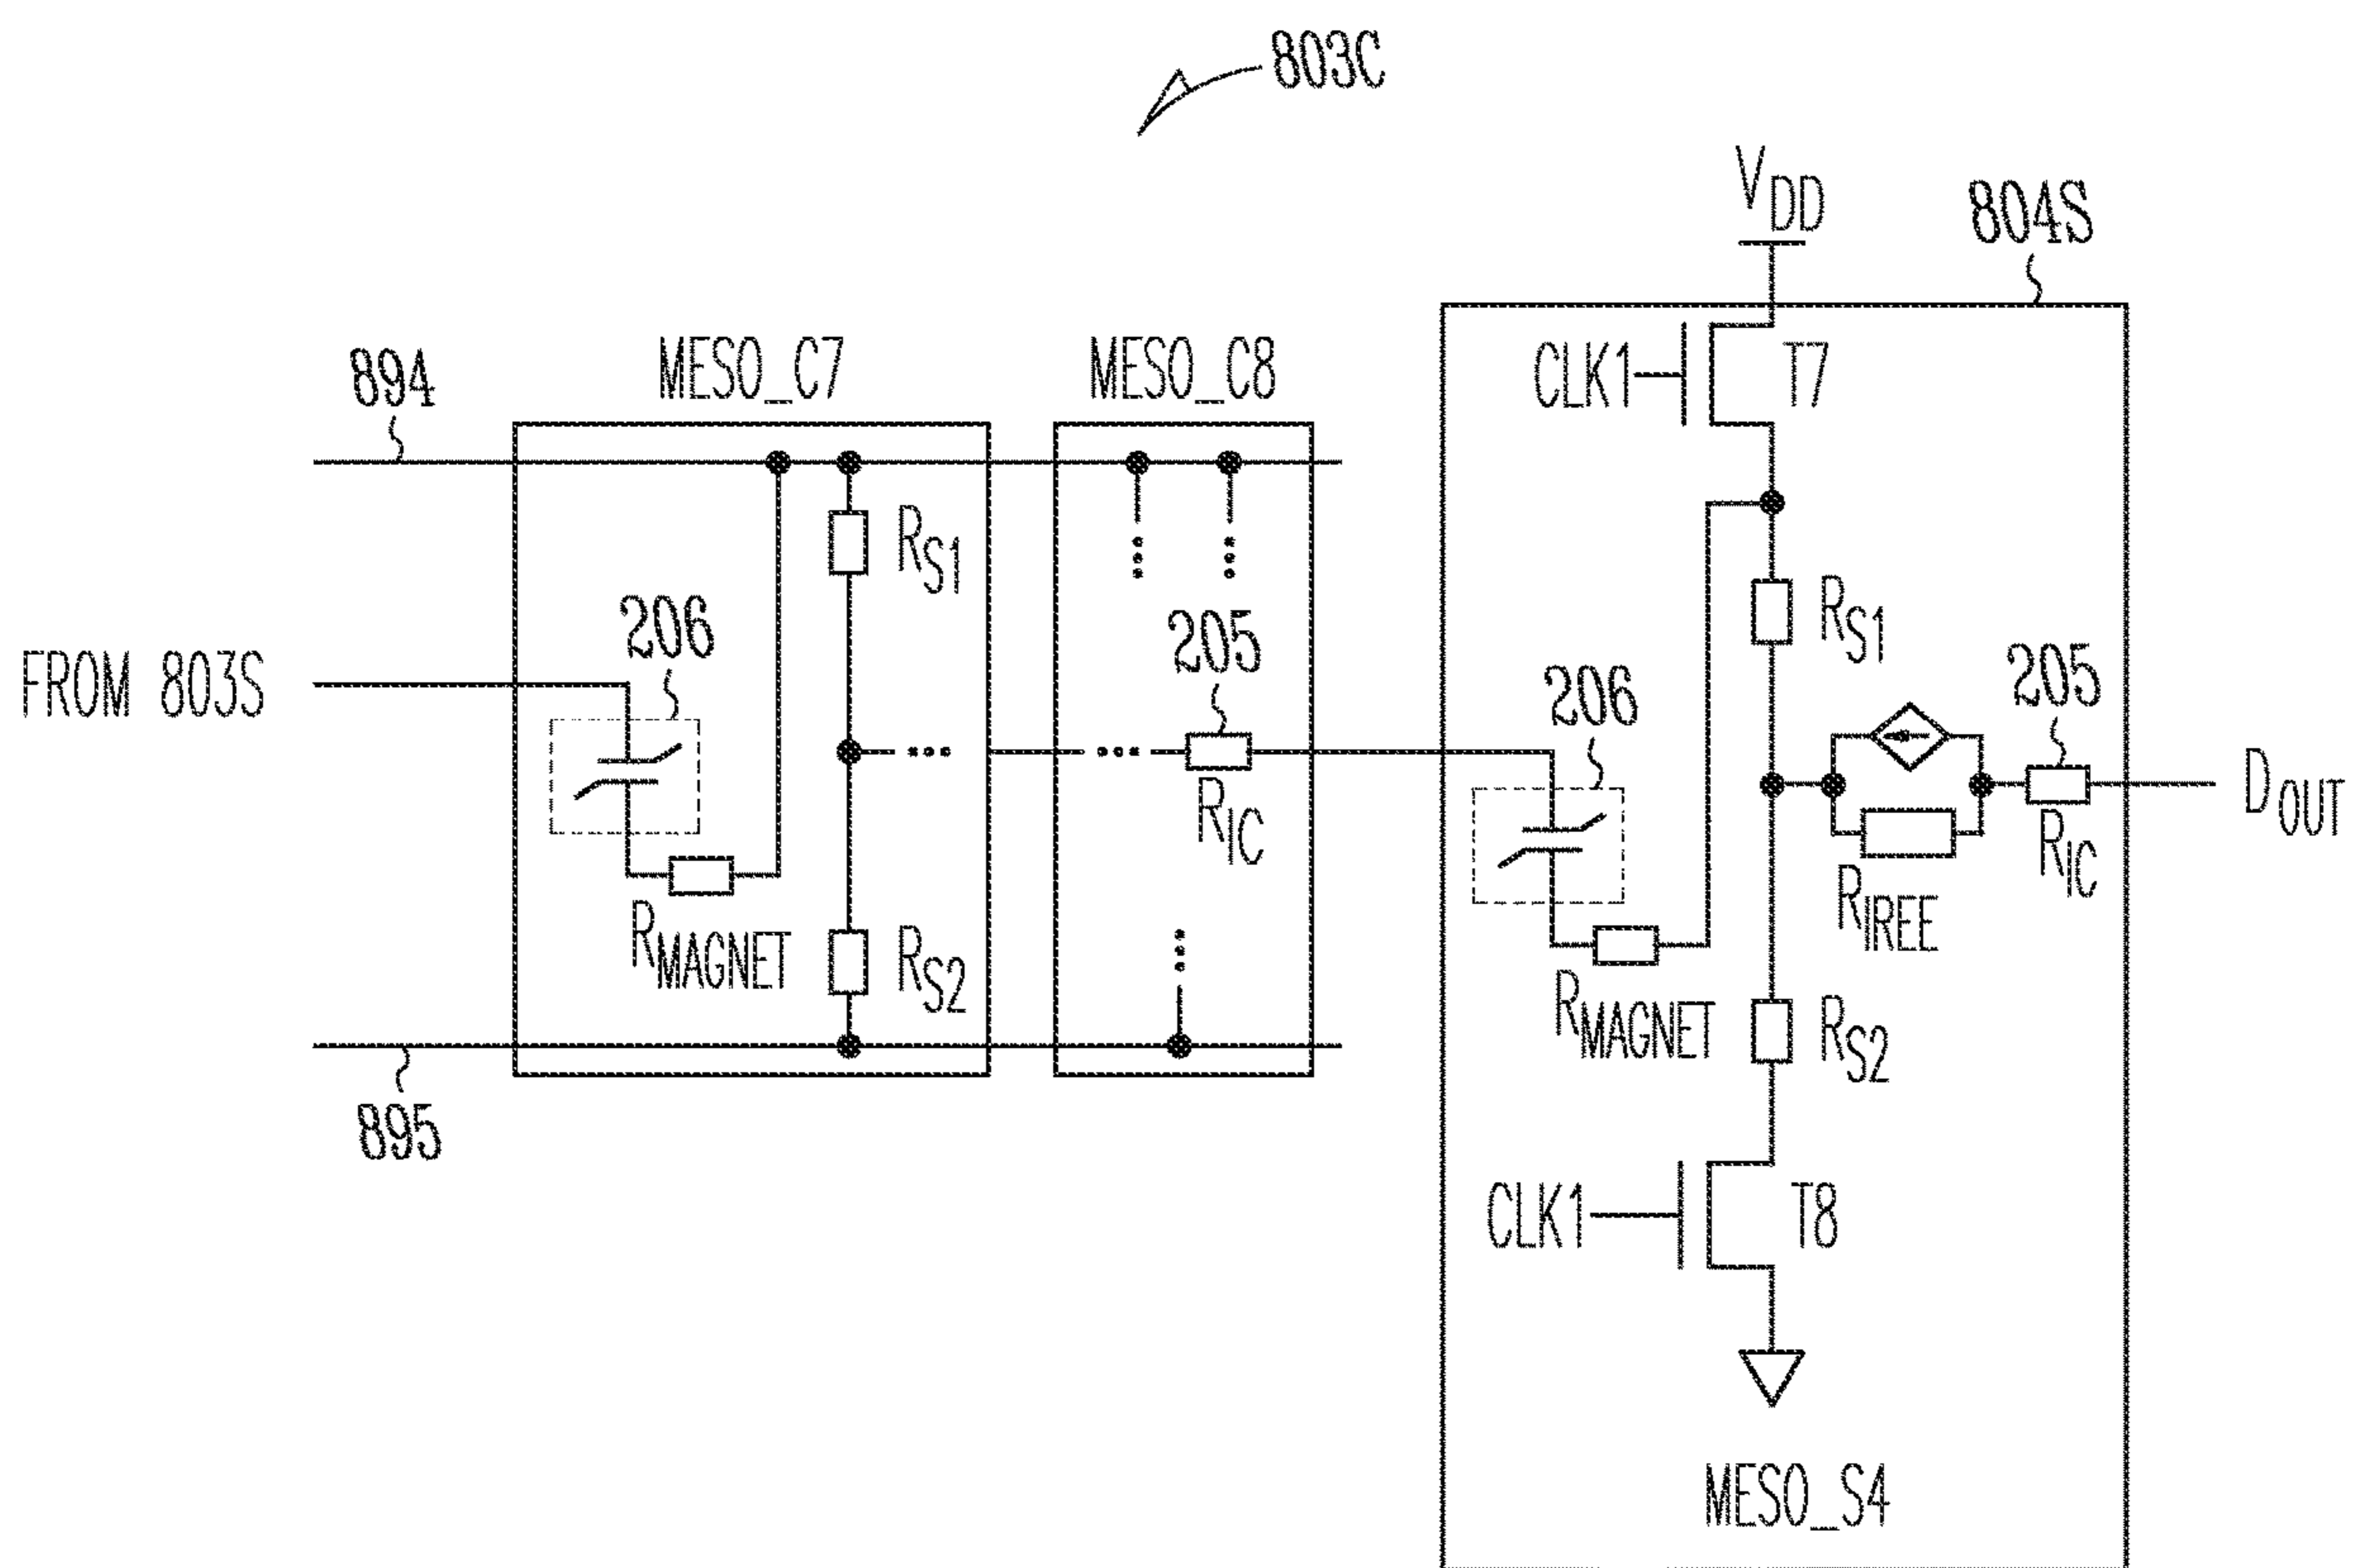 803C
VDD
804S
MESO_C7
MESO_C8
CLK1
T7
894
RS1
206
205
RS1
FROM 803S
206
205
DOUT
RIC
RIC
RIREE
RMAGNET
RS2
RMAGNET
RS2
895
CLK1
T8
MESO_S4